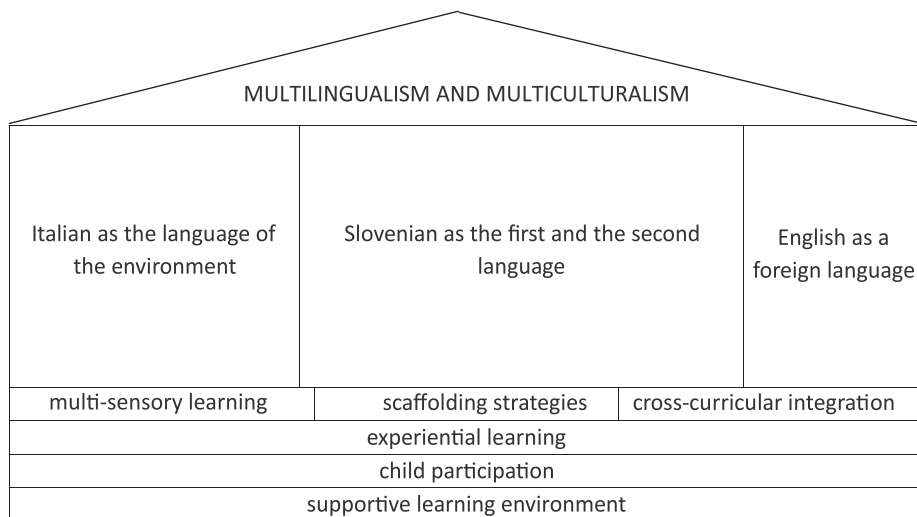 MULTILINGUALISM AND MULTICULTURALISM
Italian as the language of
the environment
Slovenian as the first and the second
language
English as a
foreign language
multi-sensory learning
scaffolding strategies
cross-curricular integration
experiential learning
child participation
supportive learning environment